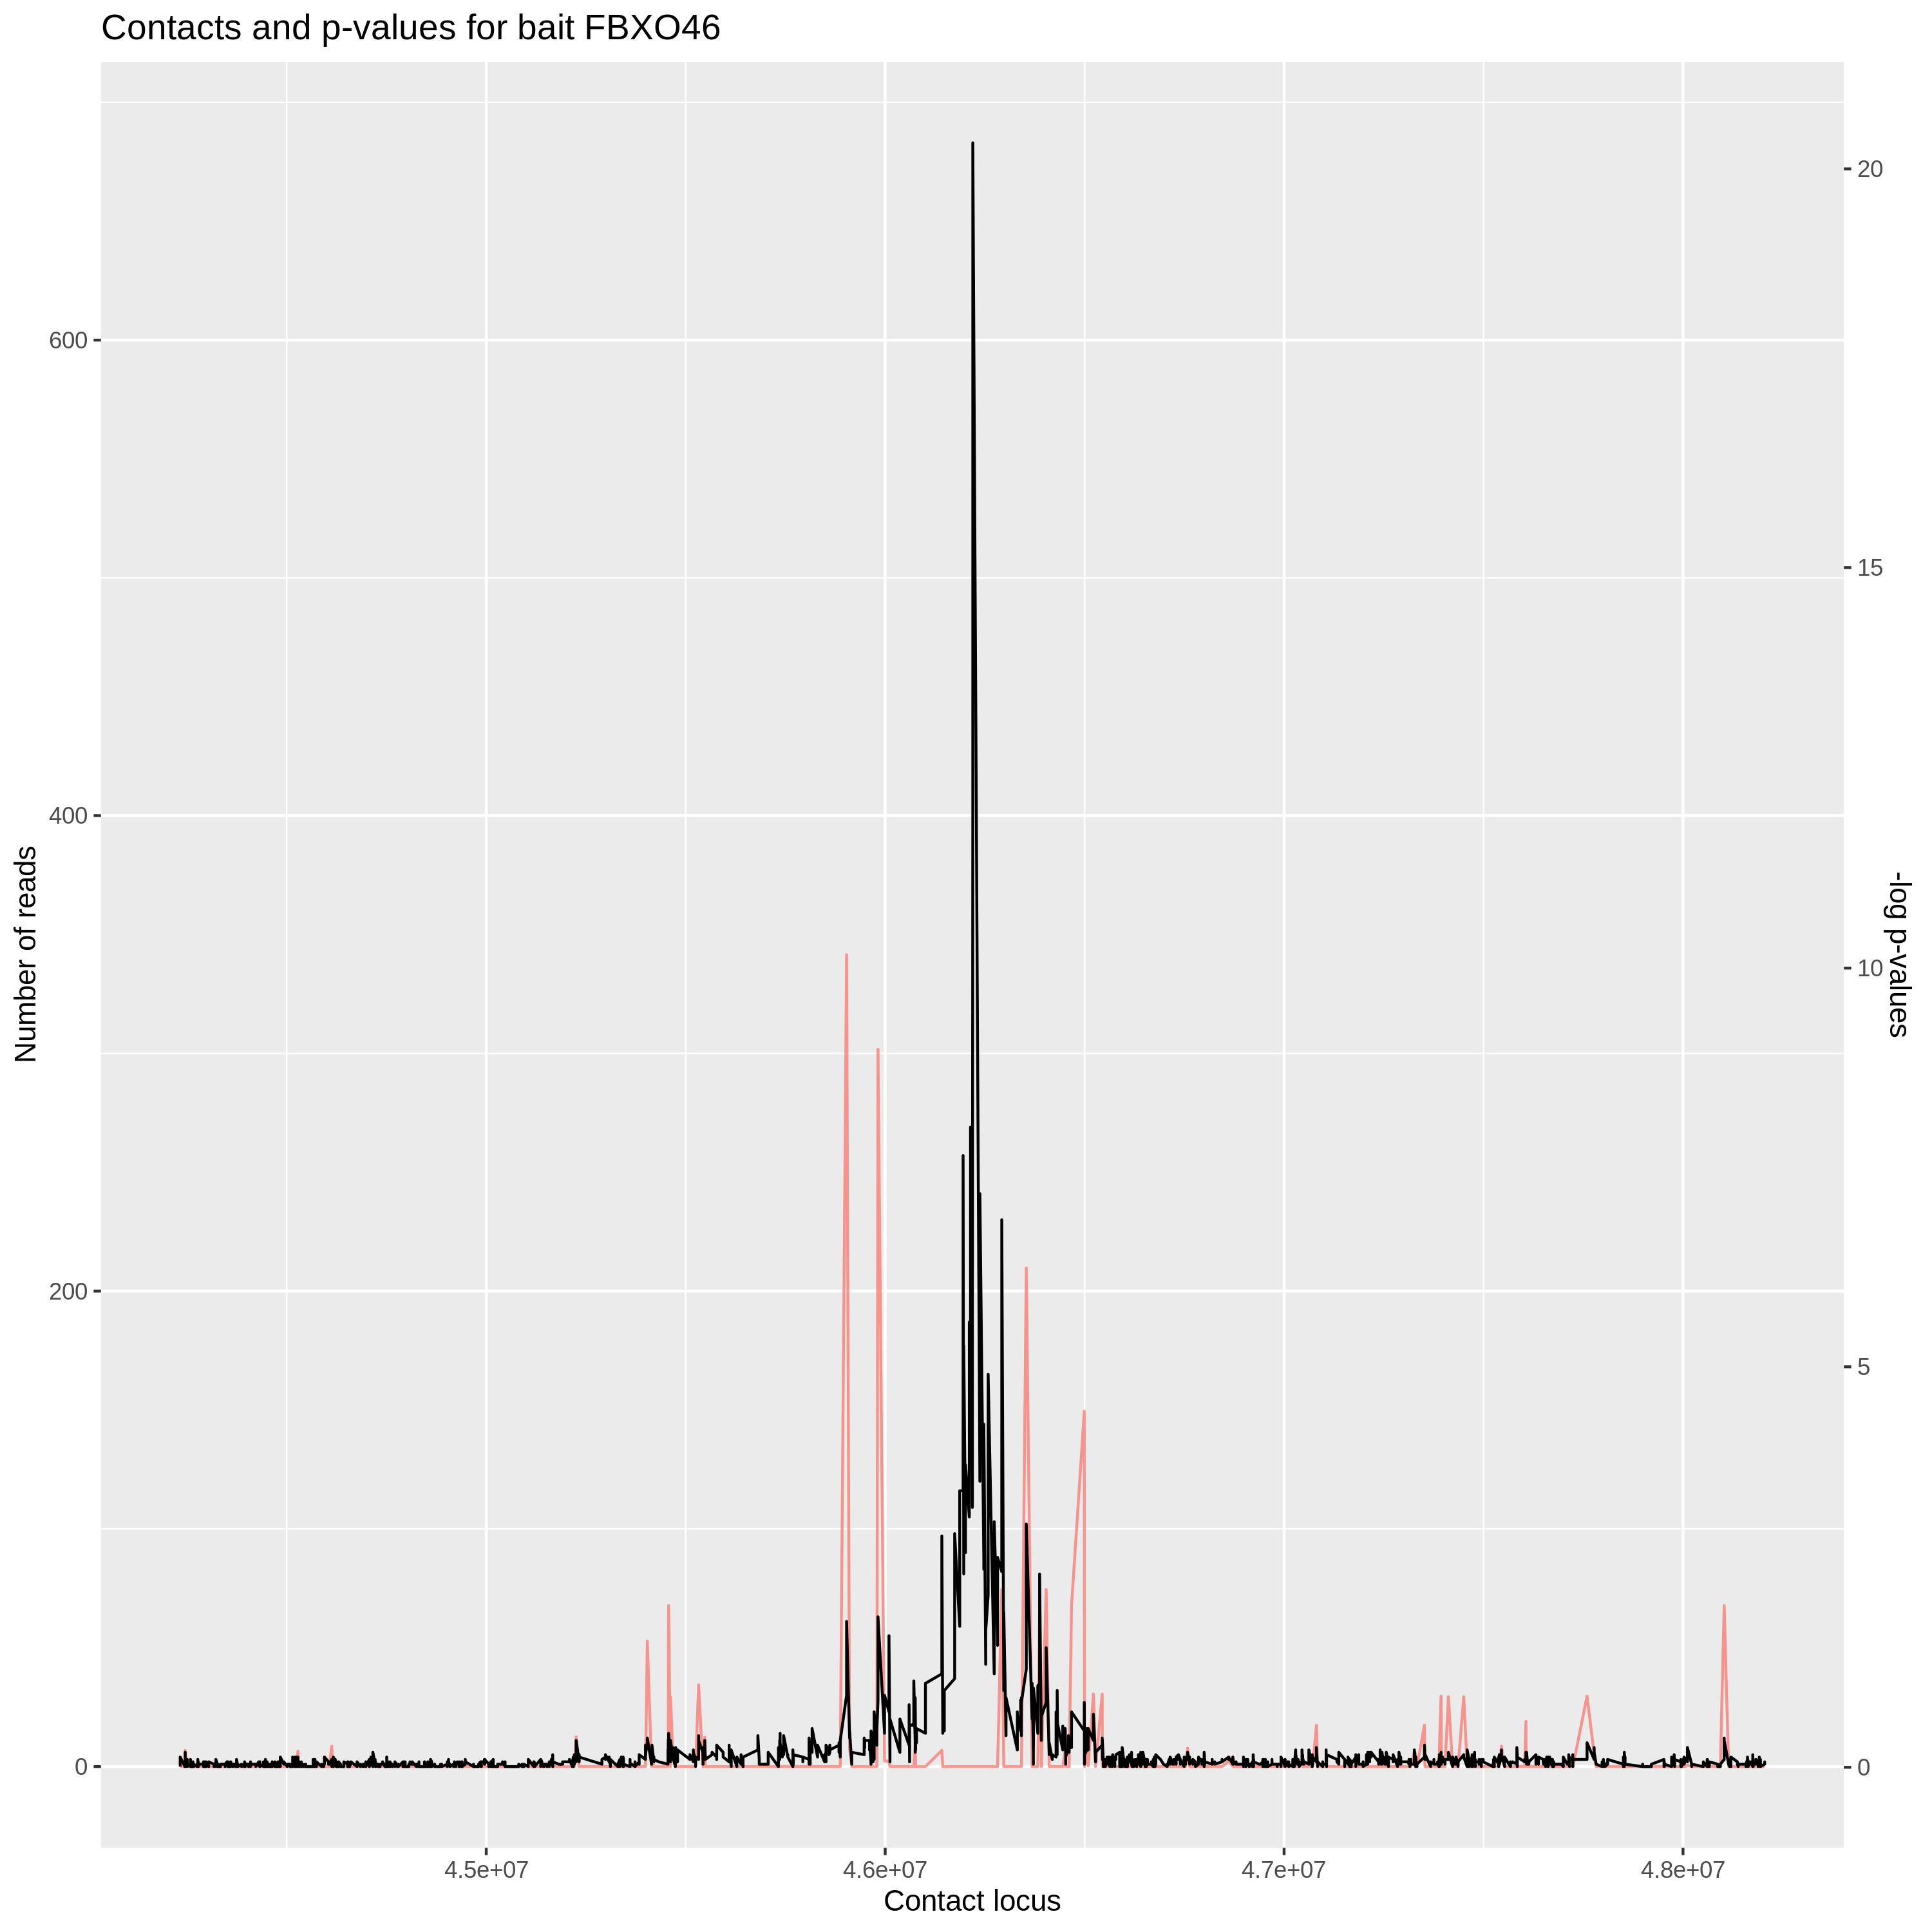 Contacts and p-values for bait FBXO46
600
400
200
0
Number of reads
20
15
10
5
0
-log p-values
4.5e+07
4.6e+07
4.7e+07
4.8e+07
Contact locus